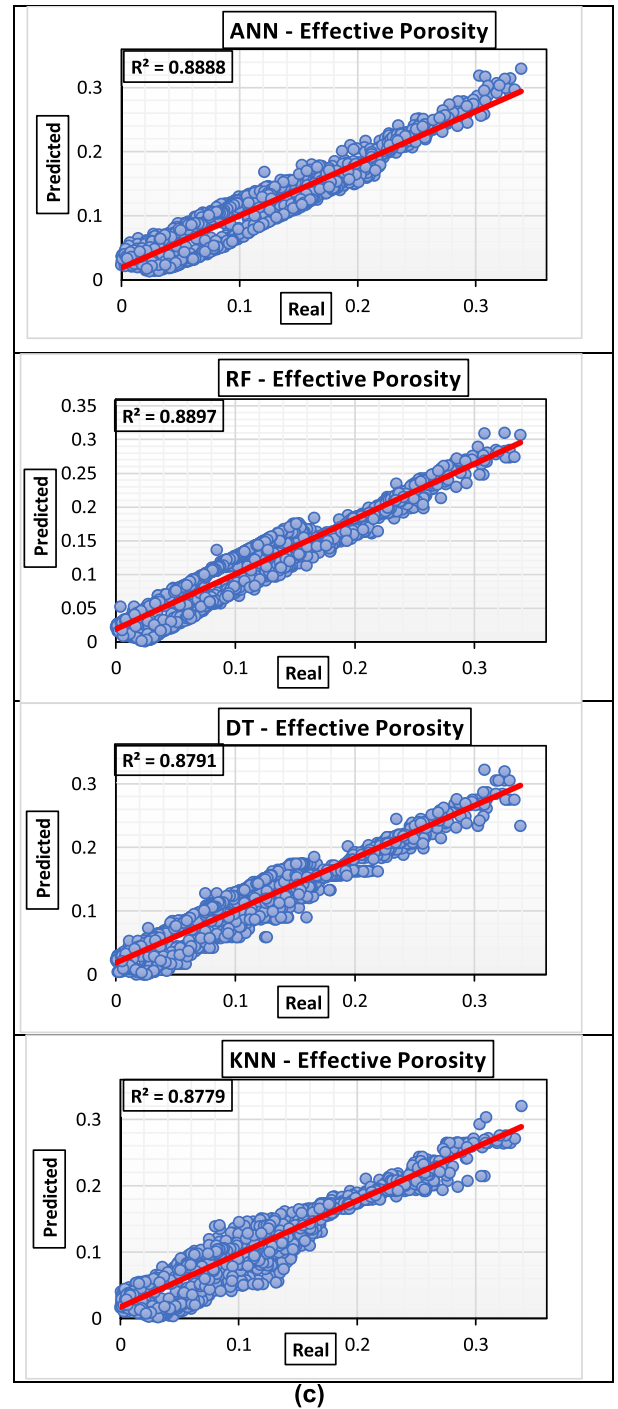 ANN - Effective Porosity
R² = 0.8888
0.3
0.2
0.1
0
Predicted
0 0.1 0.2 0.3
Real
RF - Effective Porosity
R² = 0.8897
0.35
0.3
0.25
0.2
0.15
0.1
0.05
0
Predicted
0 0.1 0.2 0.3
Real
DT - Effective Porosity
R² = 0.8791
0.3
0.2
0.1
0
Predicted
0 0.1 0.2 0.3
Real
KNN - Effective Porosity
R² = 0.8779
0.3
0.2
0.1
0
Predicted
0 0.1 0.2 0.3
Real
(c)